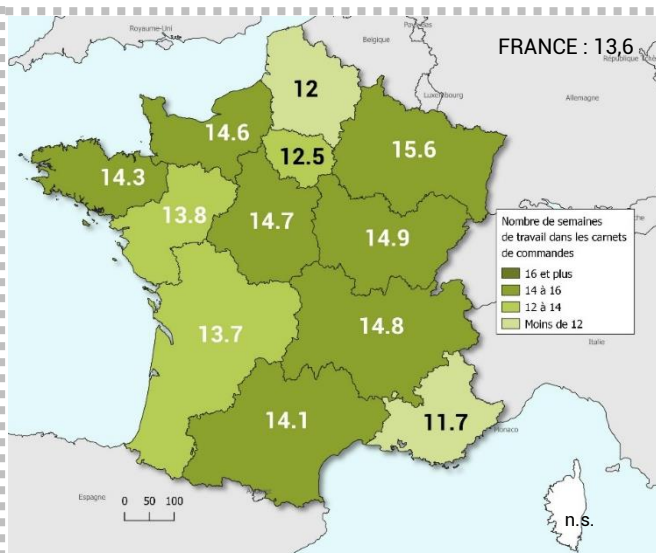 Royaume-Uni
Pays-Bas
Belgique
FRANCE : 13,6
République Tchè
Luxembourg
Allemagne
12
14.6
12.5
15.6
14.3
13.8
14.7
14.9
Nombre de semaines
de travail dans les carnets
de commandes
16 et plus
14 à 16
12 à 14
Moins de 12
13.7
14.8
Italie
14.1
11.7
Monaco
Espagne
0 50 100
n.s.